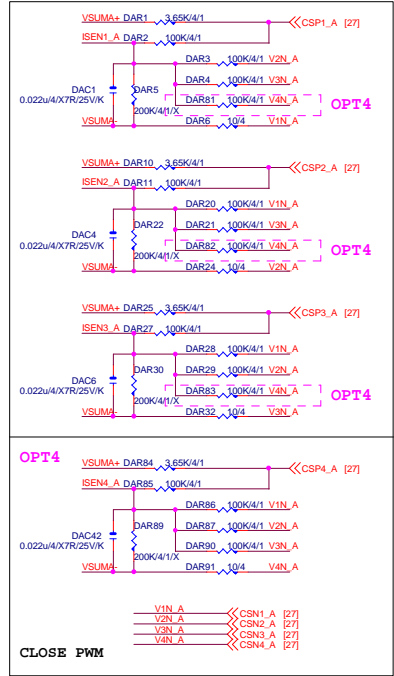 VSUMA+ DAR1 3.65K/4/1 CSP1_A [27]
ISEN1_A DAR2 100K/4/1
DAR3 100K/4/1 V2N_A
DAC1 DAR5 DAR4 100K/4/1 V3N_A
0.022u/4/X7R/25V/K DAR81 100K/4/1 V4N_A OPT4
200K/4/1/X
VSUMA- DAR6 10/4 V1N_A
VSUMA+ DAR10 3.65K/4/1 CSP2_A [27]
ISEN2_A DAR11 100K/4/1
DAR20 100K/4/1 V1N_A
DAC4 DAR22 DAR21 100K/4/1 V3N_A
0.022u/4/X7R/25V/K DAR82 100K/4/1 V4N_A OPT4
200K/4/1/X
VSUMA- DAR24 10/4 V2N_A
VSUMA+ DAR25 3.65K/4/1 CSP3_A [27]
ISEN3_A DAR27 100K/4/1
DAR28 100K/4/1 V1N_A
DAC6 DAR30 DAR29 100K/4/1 V2N_A
0.022u/4/X7R/25V/K DAR83 100K/4/1 V4N_A OPT4
200K/4/1/X
VSUMA- DAR32 10/4 V3N_A
OPT4
VSUMA+ DAR84 3.65K/4/1 CSP4_A [27]
ISEN4_A DAR85 100K/4/1
DAR86 100K/4/1 V1N_A
DAC42 DAR89 DAR87 100K/4/1 V2N_A
0.022u/4/X7R/25V/K DAR90 100K/4/1 V3N_A
200K/4/1/X
VSUMA- DAR91 10/4 V4N_A
V1N_A CSN1_A [27]
V2N_A CSN2_A [27]
V3N_A CSN3_A [27]
V4N_A CSN4_A [27]
CLOSE PWM